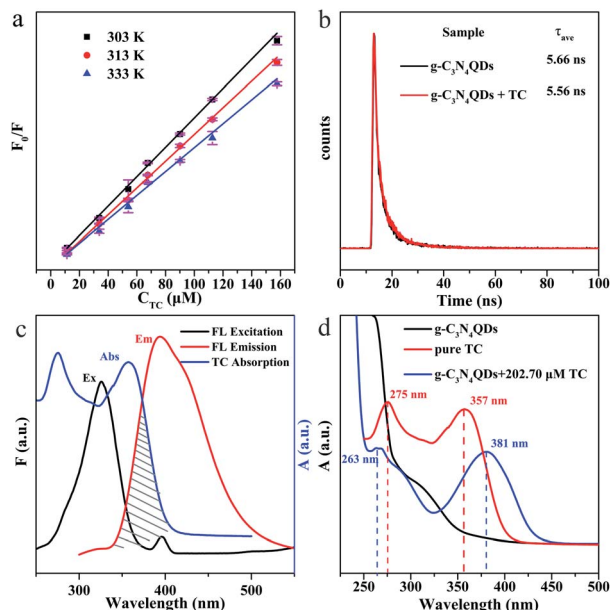 a
303 K
313 K
333 K
F₀/F
0 20 40 60 80 100 120 140 160
C_TC (µM)
b
Sample τ_ave
g-C₃N₄QDs 5.66 ns
g-C₃N₄QDs + TC 5.56 ns
counts
0 20 40 60 80 100
Time (ns)
c
FL Excitation
FL Emission
TC Absorption
Em
Abs
Ex
F (a.u.)
A (a.u.)
300 400 500
Wavelength (nm)
d
g-C₃N₄QDs
pure TC
g-C₃N₄QDs+202.70 µM TC
275 nm
357 nm
381 nm
263 nm
A (a.u.)
250 300 350 400 450 500
Wavelength (nm)